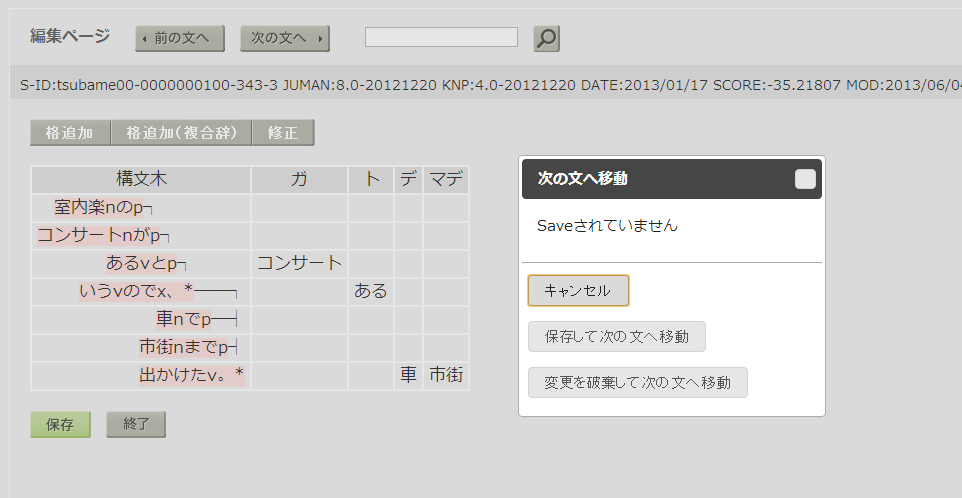 編集ページ 前の文へ 次の文へ
S-ID:tsubame00-0000000100-343-3 JUMAN:8.0-20121220 KNP:4.0-20121220 DATE:2013/01/17 SCORE:-35.21807 MOD:2013/06/04
格追加 格追加(複合辞) 修正
構文木 ガ ト デ マデ
室内楽nのp┐
コンサートnがp┐
あるvとp┐ コンサート
いうvのでx、*──┐ ある
車nでp─┤
市街nまでp┤
出かけたv。* 車 市街
保存 終了
次の文へ移動
Saveされていません
キャンセル
保存して次の文へ移動
変更を破棄して次の文へ移動